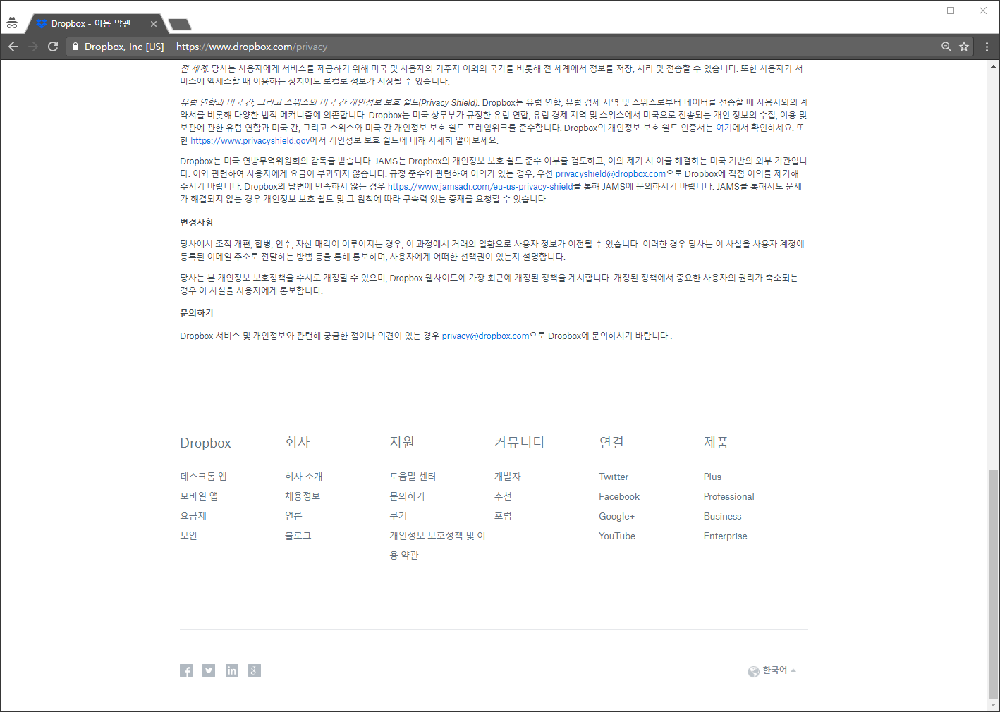 Dropbox - 이용 약관
Dropbox, Inc [US] | https://www.dropbox.com/privacy
전 세계. 당사는 사용자에게 서비스를 제공하기 위해 미국 및 사용자의 거주지 이외의 국가를 비롯해 전 세계에서 정보를 저장, 처리 및 전송할 수 있습니다. 또한 사용자가 서
비스에 액세스할 때 이용하는 장치에도 로컬로 정보가 저장될 수 있습니다.
유럽 연합과 미국 간, 그리고 스위스와 미국 간 개인정보 보호 쉴드(Privacy Shield). Dropbox는 유럽 연합, 유럽 경제 지역 및 스위스로부터 데이터를 전송할 때 사용자와의 계
약서를 비롯해 다양한 법적 메커니즘에 의존합니다. Dropbox는 미국 상무부가 규정한 유럽 연합, 유럽 경제 지역 및 스위스에서 미국으로 전송되는 개인 정보의 수집, 이용 및
보관에 관한 유럽 연합과 미국 간, 그리고 스위스와 미국 간 개인정보 보호 쉴드 프레임워크를 준수합니다. Dropbox의 개인정보 보호 쉴드 인증서는 여기에서 확인하세요. 또
한 https://www.privacyshield.gov에서 개인정보 보호 쉴드에 대해 자세히 알아보세요.
Dropbox는 미국 연방무역위원회의 감독을 받습니다. JAMS는 Dropbox의 개인정보 보호 쉴드 준수 여부를 검토하고, 이의 제기 시 이를 해결하는 미국 기반의 외부 기관입니
다. 이와 관련하여 사용자에게 요금이 부과되지 않습니다. 규정 준수와 관련하여 이의가 있는 경우, 우선 privacyshield@dropbox.com으로 Dropbox에 직접 이의를 제기해
주시기 바랍니다. Dropbox의 답변에 만족하지 않는 경우 https://www.jamsadr.com/eu-us-privacy-shield를 통해 JAMS에 문의하시기 바랍니다. JAMS를 통해서도 문제
가 해결되지 않는 경우 개인정보 보호 쉴드 및 그 원칙에 따라 구속력 있는 중재를 요청할 수 있습니다.
변경사항
당사에서 조직 개편, 합병, 인수, 자산 매각이 이루어지는 경우, 이 과정에서 거래의 일환으로 사용자 정보가 이전될 수 있습니다. 이러한 경우 당사는 이 사실을 사용자 계정에
등록된 이메일 주소로 전달하는 방법 등을 통해 통보하며, 사용자에게 어떠한 선택권이 있는지 설명합니다.
당사는 본 개인정보 보호정책을 수시로 개정할 수 있으며, Dropbox 웹사이트에 가장 최근에 개정된 정책을 게시합니다. 개정된 정책에서 중요한 사용자의 권리가 축소되는
경우 이 사실을 사용자에게 통보합니다.
문의하기
Dropbox 서비스 및 개인정보와 관련해 궁금한 점이나 의견이 있는 경우 privacy@dropbox.com으로 Dropbox에 문의하시기 바랍니다 .
Dropbox
데스크톱 앱
모바일 앱
요금제
보안
회사
회사 소개
채용정보
언론
블로그
지원
도움말 센터
문의하기
쿠키
개인정보 보호정책 및 이
용 약관
커뮤니티
개발자
추천
포럼
연결
Twitter
Facebook
Google+
YouTube
제품
Plus
Professional
Business
Enterprise
한국어